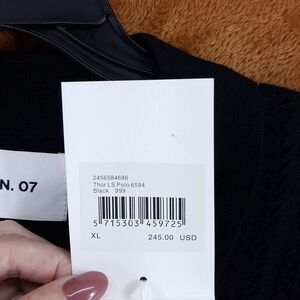 2456584696
Thor LS Polo 6584
Black 999
5 715303 459725
XL 245.00 USD
N. 07